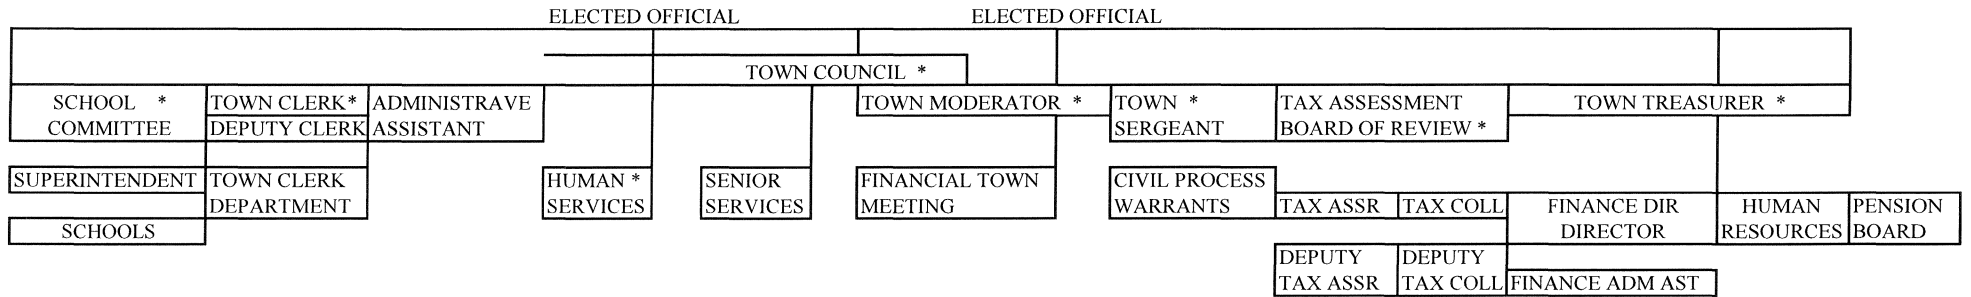 ELECTED OFFICIAL
ELECTED OFFICIAL
TOWN COUNCIL *
SCHOOL *
COMMITTEE
TOWN CLERK*
DEPUTY CLERK
ADMINISTRAVE
ASSISTANT
TOWN MODERATOR *
TOWN *
SERGEANT
TAX ASSESSMENT
BOARD OF REVIEW *
TOWN TREASURER *
SUPERINTENDENT
TOWN CLERK
DEPARTMENT
HUMAN *
SERVICES
SENIOR
SERVICES
FINANCIAL TOWN
MEETING
CIVIL PROCESS
WARRANTS
TAX ASSR
TAX COLL
FINANCE DIR
DIRECTOR
HUMAN
RESOURCES
PENSION
BOARD
SCHOOLS
DEPUTY
TAX ASSR
DEPUTY
TAX COLL
FINANCE ADM AST